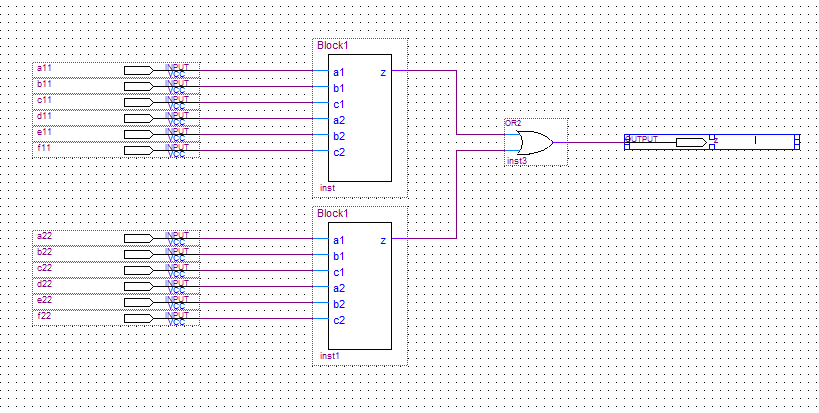 Block1
a11 INPUT VCC a1 z
b11 INPUT VCC b1
c11 INPUT VCC c1
d11 INPUT VCC a2
e11 INPUT VCC b2
f11 INPUT VCC c2
inst
OR2
OUTPUT z
inst3
Block1
a22 INPUT VCC a1 z
b22 INPUT VCC b1
c22 INPUT VCC c1
d22 INPUT VCC a2
e22 INPUT VCC b2
f22 INPUT VCC c2
inst1